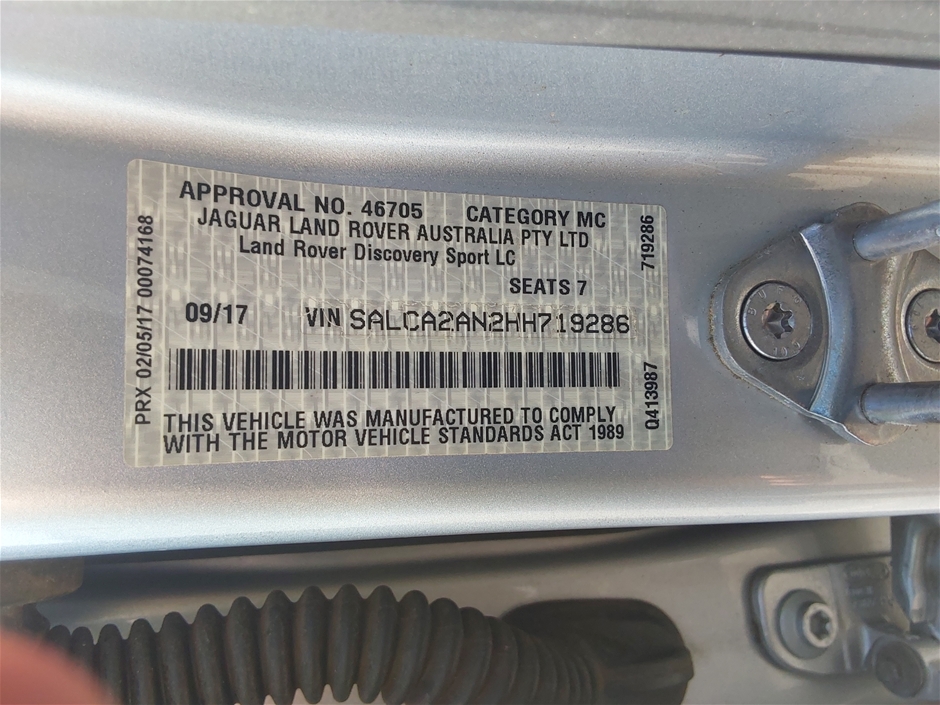 APPROVAL NO. 46705 CATEGORY MC
JAGUAR LAND ROVER AUSTRALIA PTY LTD
Land Rover Discovery Sport LC
SEATS 7
09/17 VIN SALCA2AN2HH719286
THIS VEHICLE WAS MANUFACTURED TO COMPLY
WITH THE MOTOR VEHICLE STANDARDS ACT 1989
PRX 02/05/17 00074168
719286
Q413987